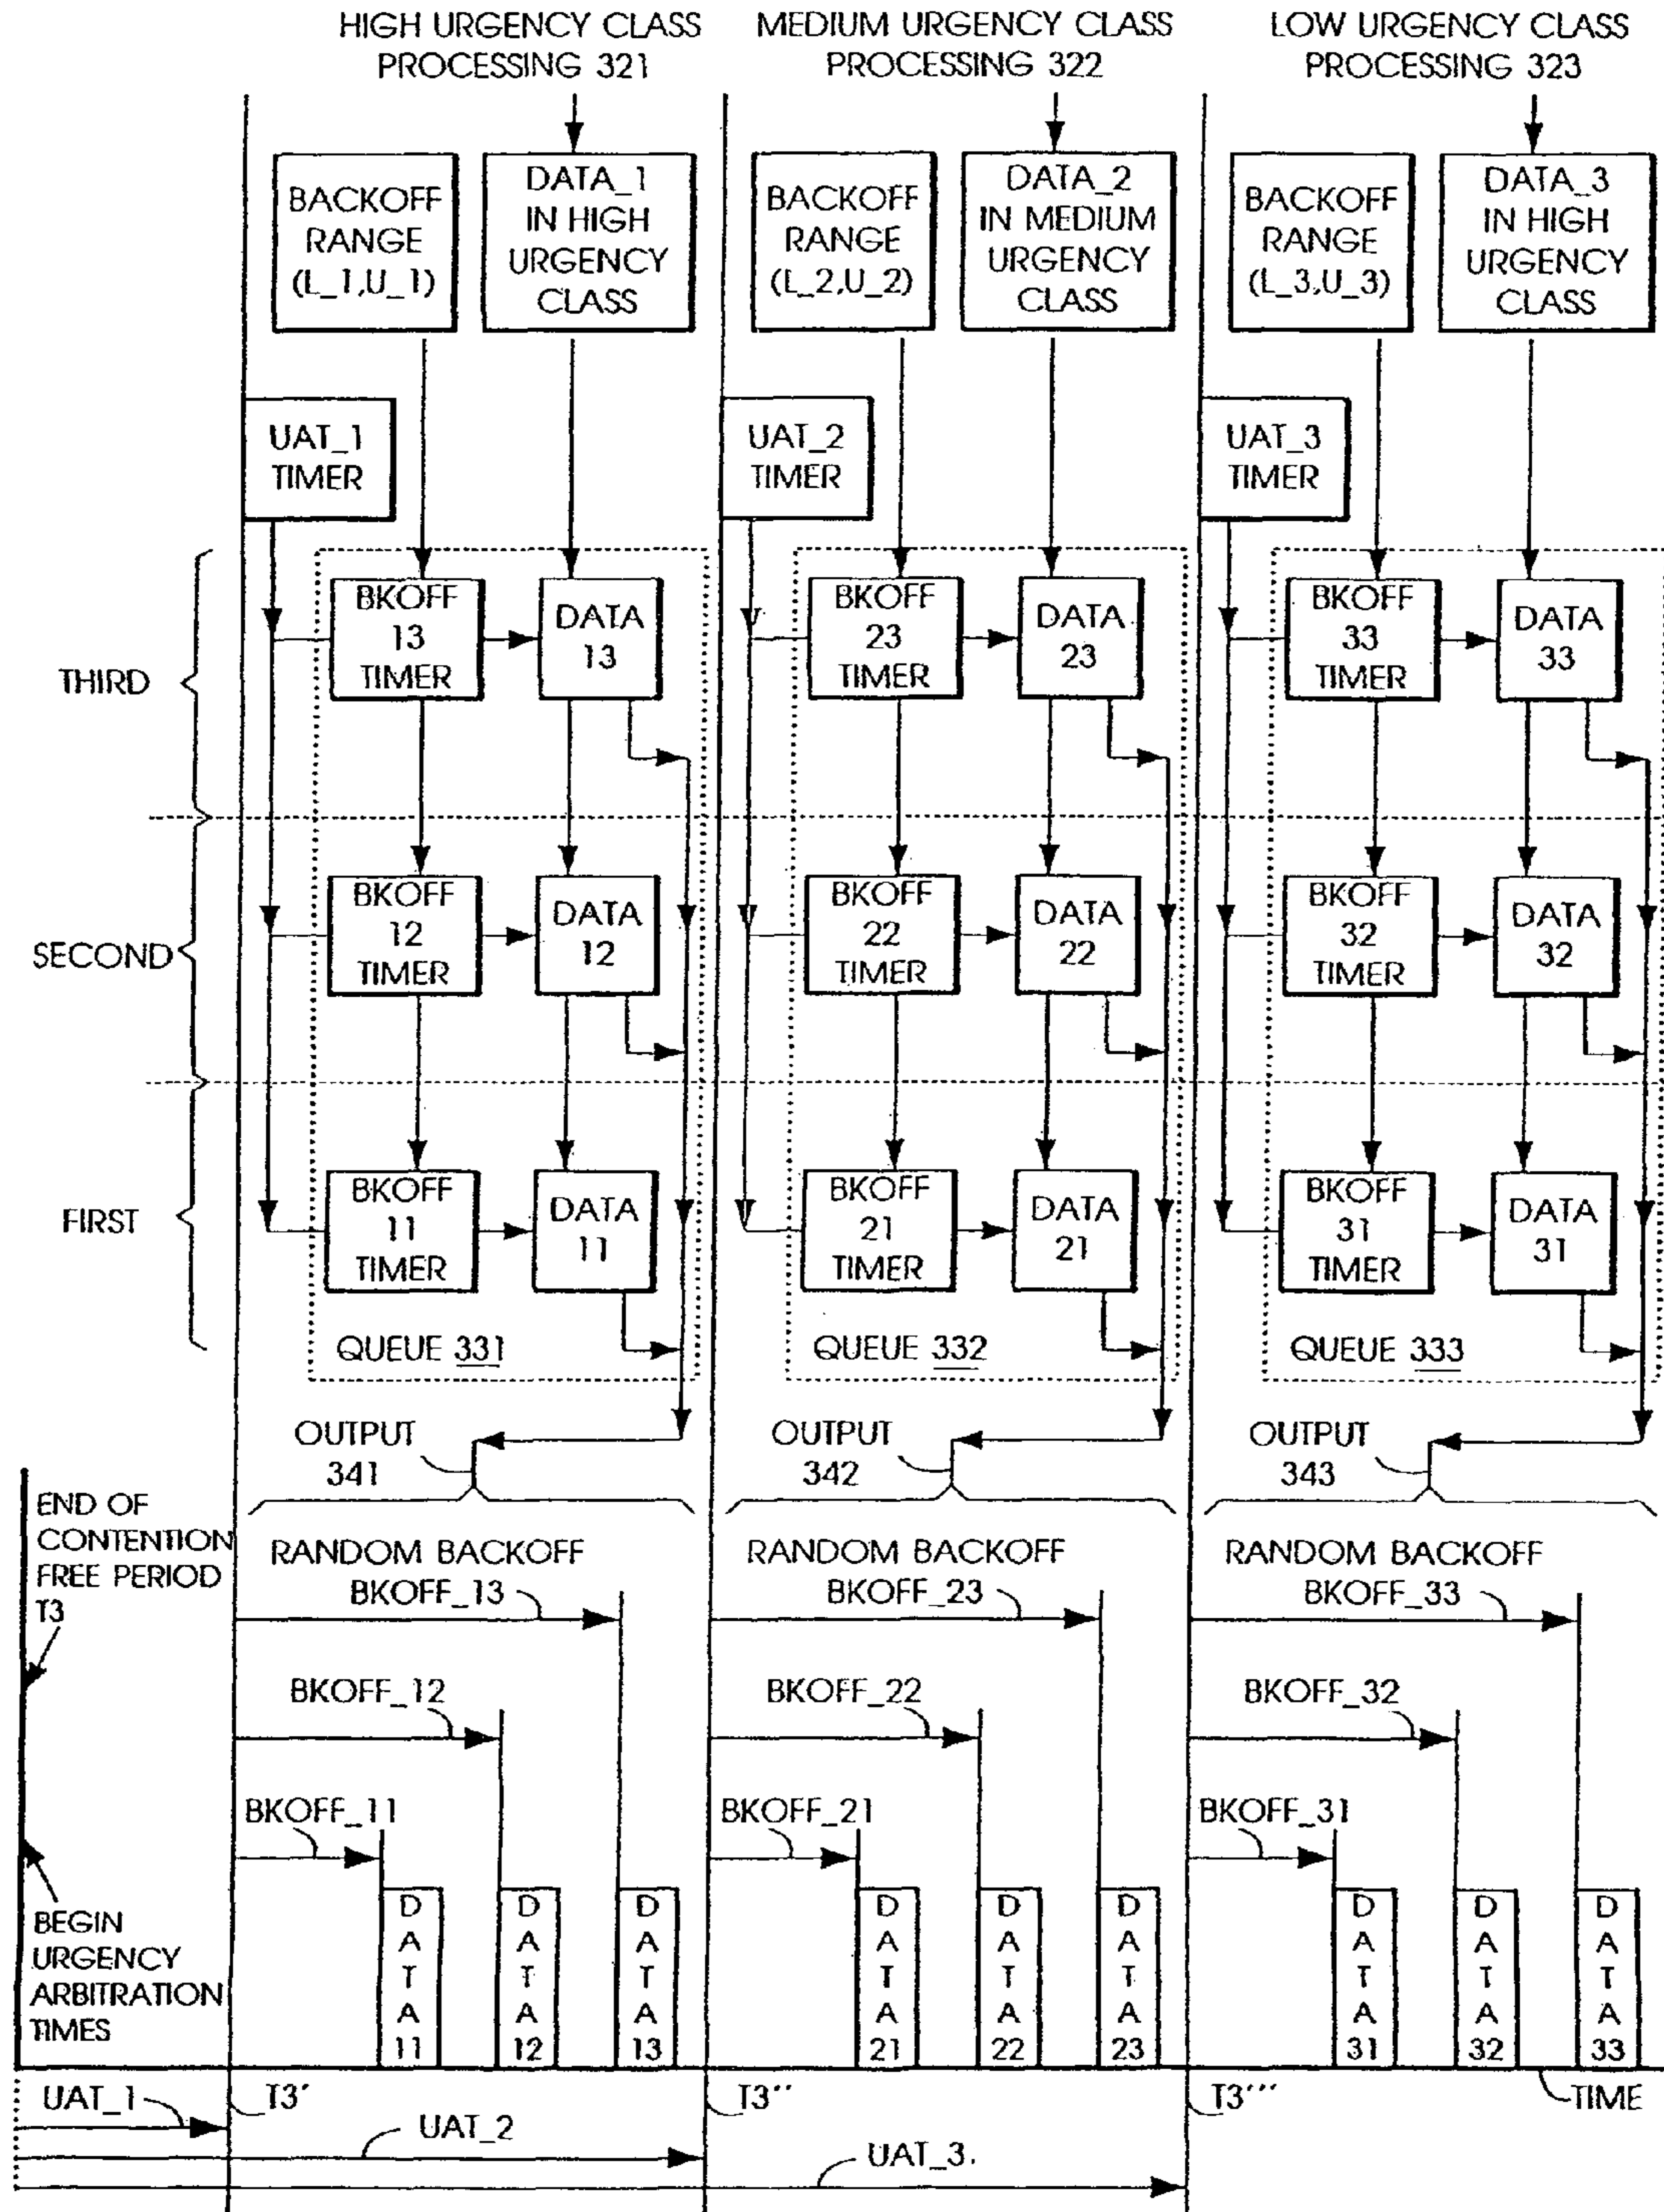 HIGH URGENCY CLASS
PROCESSING 321
MEDIUM URGENCY CLASS
PROCESSING 322
LOW URGENCY CLASS
PROCESSING 323
BACKOFF
RANGE
(L_1,U_1)
DATA_1
IN HIGH
URGENCY
CLASS
BACKOFF
RANGE
(L_2,U_2)
DATA_2
IN MEDIUM
URGENCY
CLASS
BACKOFF
RANGE
(L_3,U_3)
DATA_3
IN HIGH
URGENCY
CLASS
UAT_1
TIMER
UAT_2
TIMER
UAT_3
TIMER
THIRD
BKOFF
13
TIMER
DATA
13
BKOFF
23
TIMER
DATA
23
BKOFF
33
TIMER
DATA
33
SECOND
BKOFF
12
TIMER
DATA
12
BKOFF
22
TIMER
DATA
22
BKOFF
32
TIMER
DATA
32
FIRST
BKOFF
11
TIMER
DATA
11
BKOFF
21
TIMER
DATA
21
BKOFF
31
TIMER
DATA
31
QUEUE 331
QUEUE 332
QUEUE 333
OUTPUT
341
OUTPUT
342
OUTPUT
343
END OF
CONTENTION
FREE PERIOD
T3
RANDOM BACKOFF
BKOFF_13
RANDOM BACKOFF
BKOFF_23
RANDOM BACKOFF
BKOFF_33
BKOFF_12
BKOFF_22
BKOFF_32
BKOFF_11
BKOFF_21
BKOFF_31
BEGIN
URGENCY
ARBITRATION
TIMES
DATA 11
DATA 12
DATA 13
DATA 21
DATA 22
DATA 23
DATA 31
DATA 32
DATA 33
UAT_1
T3'
T3''
T3'''
TIME
UAT_2
UAT_3.